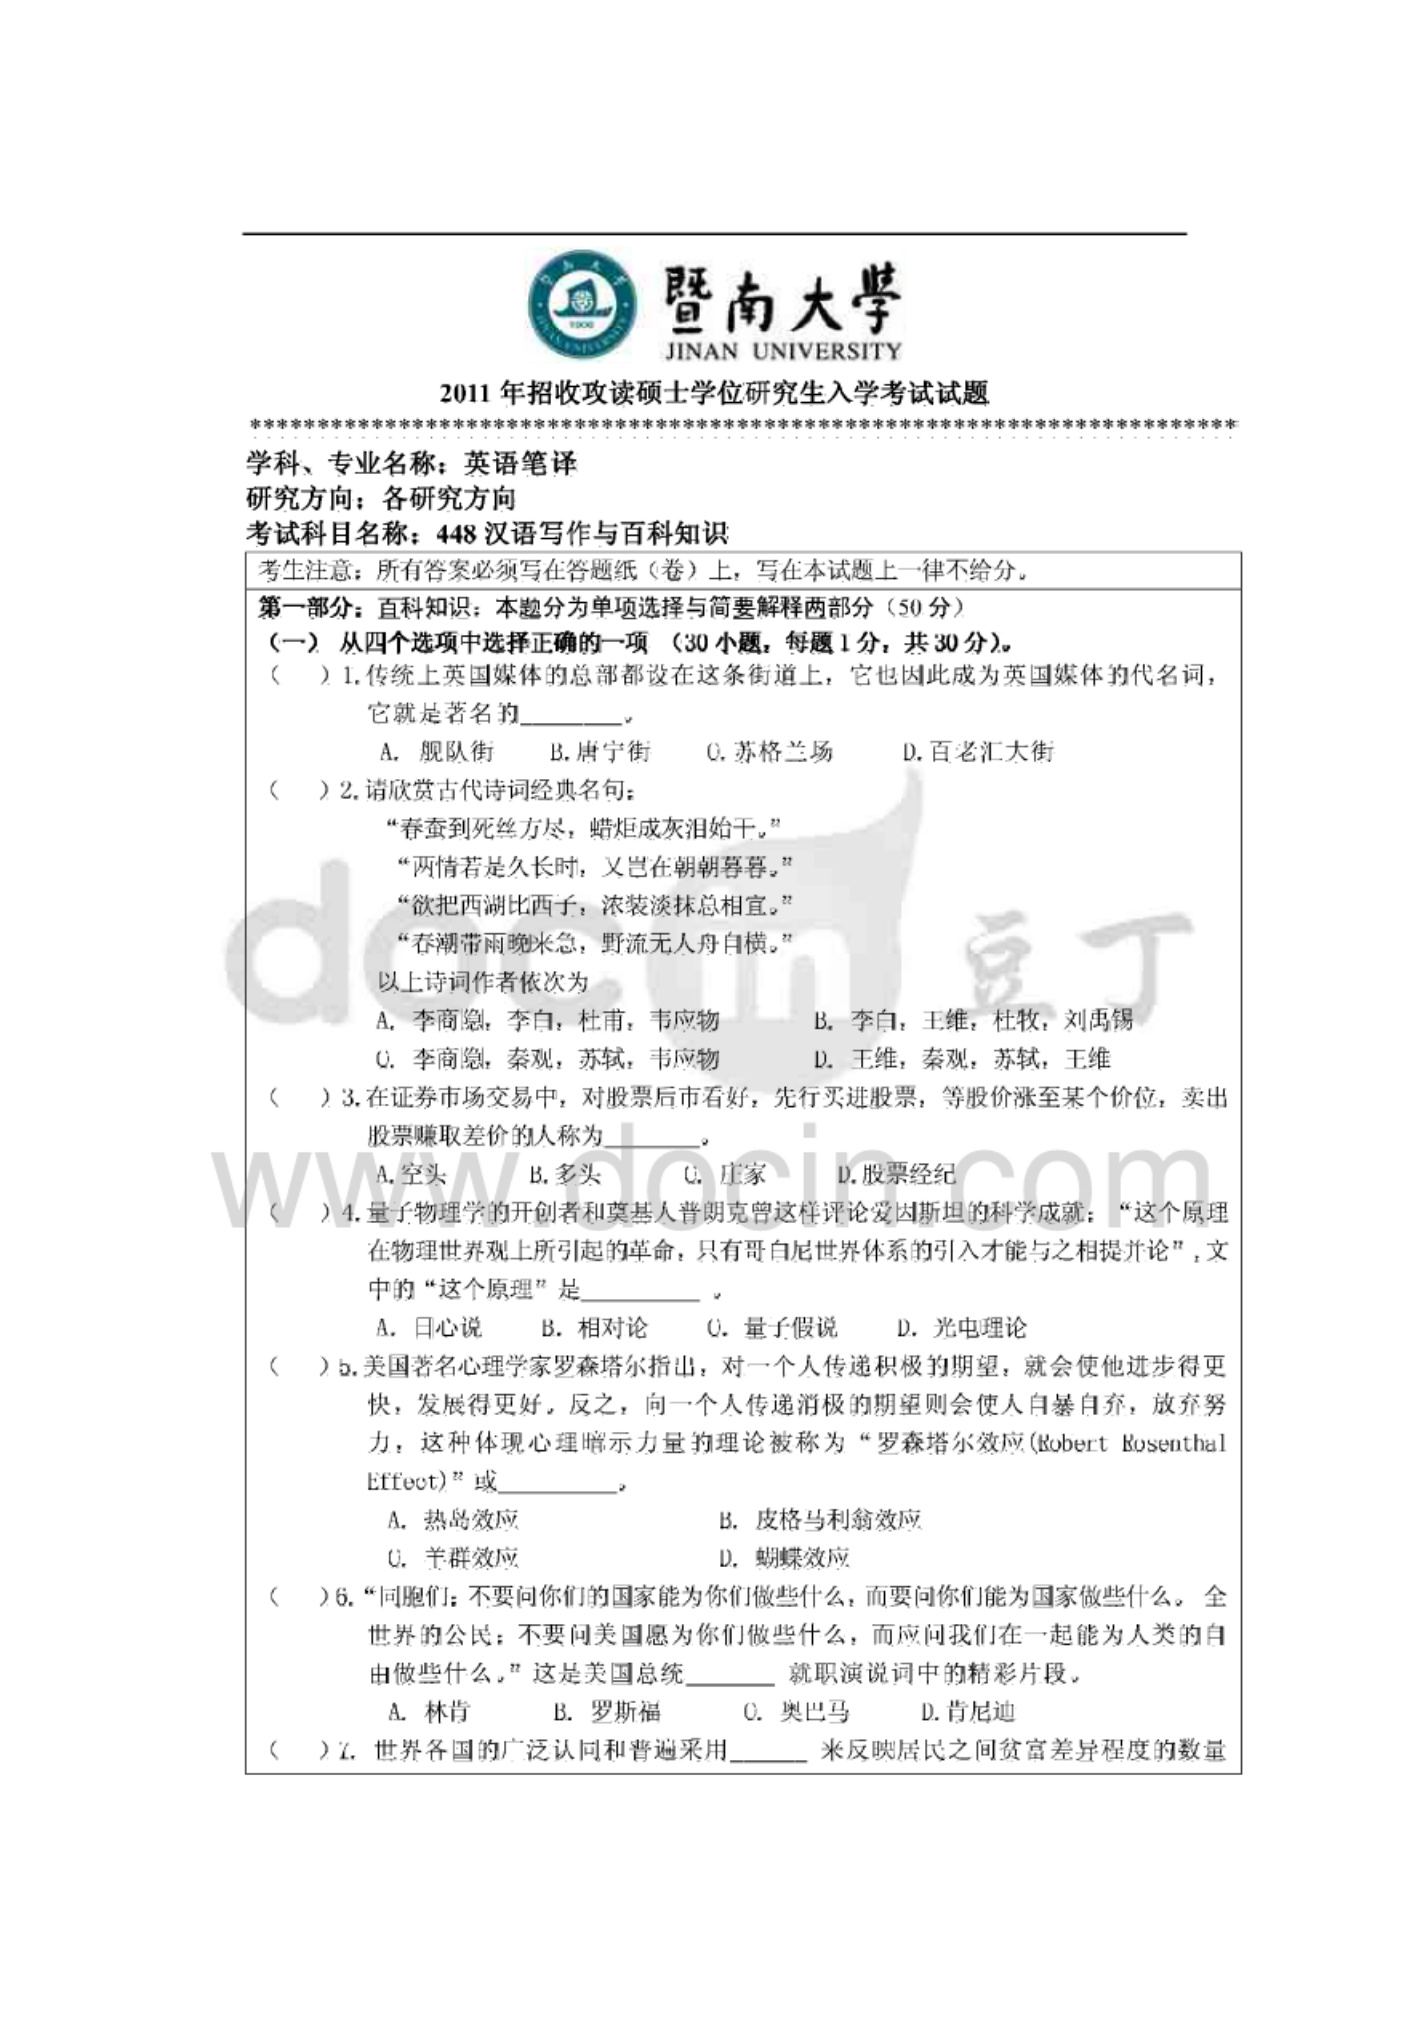 暨南大学
JINAN UNIVERSITY
2011 年招收攻读硕士学位研究生入学考试试题
**************************************************************************
学科、专业名称：英语笔译
研究方向：各研究方向
考试科目名称：448 汉语写作与百科知识
考生注意：所有答案必须写在答题纸（卷）上，写在本试题上一律不给分。
第一部分：百科知识：本题分为单项选择与简要解释两部分（50 分）
（一） 从四个选项中选择正确的一项 （30 小题，每题 1 分，共 30 分）。
（ ）1.传统上英国媒体的总部都设在这条街道上，它也因此成为英国媒体的代名词，
它就是著名的________。
A. 舰队街 B.唐宁街 C.苏格兰场 D.百老汇大街
（ ）2.请欣赏古代诗词经典名句：
“春蚕到死丝方尽，蜡炬成灰泪始干。”
“两情若是久长时，又岂在朝朝暮暮。”
“欲把西湖比西子，浓装淡抹总相宜。”
“春潮带雨晚来急，野流无人舟自横。”
以上诗词作者依次为
A. 李商隐，李白，杜甫，韦应物 B. 李白，王维，杜牧，刘禹锡
C. 李商隐，秦观，苏轼，韦应物 D. 王维，秦观，苏轼，王维
（ ）3.在证券市场交易中，对股票后市看好，先行买进股票，等股价涨至某个价位，卖出
股票赚取差价的人称为________。
A.空头 B.多头 C. 庄家 D.股票经纪
（ ）4.量子物理学的开创者和奠基人普朗克曾这样评论爱因斯坦的科学成就：“这个原理
在物理世界观上所引起的革命，只有哥白尼世界体系的引入才能与之相提并论”,文
中的“这个原理”是__________ 。
A. 日心说 B. 相对论 C. 量子假说 D. 光电理论
（ ）5.美国著名心理学家罗森塔尔指出，对一个人传递积极的期望，就会使他进步得更
快，发展得更好。反之，向一个人传递消极的期望则会使人自暴自弃，放弃努
力，这种体现心理暗示力量的理论被称为“罗森塔尔效应(Robert Rosenthal
Effect)”或__________。
A. 热岛效应 B. 皮格马利翁效应
C. 羊群效应 D. 蝴蝶效应
（ ）6.“同胞们：不要问你们的国家能为你们做些什么，而要问你们能为国家做些什么。 全
世界的公民：不要问美国愿为你们做些什么，而应问我们在一起能为人类的自
由做些什么。”这是美国总统_______ 就职演说词中的精彩片段。
A. 林肯 B. 罗斯福 C. 奥巴马 D.肯尼迪
（ ）7. 世界各国的广泛认同和普遍采用______ 来反映居民之间贫富差异程度的数量
docin 豆丁
www.docin.com